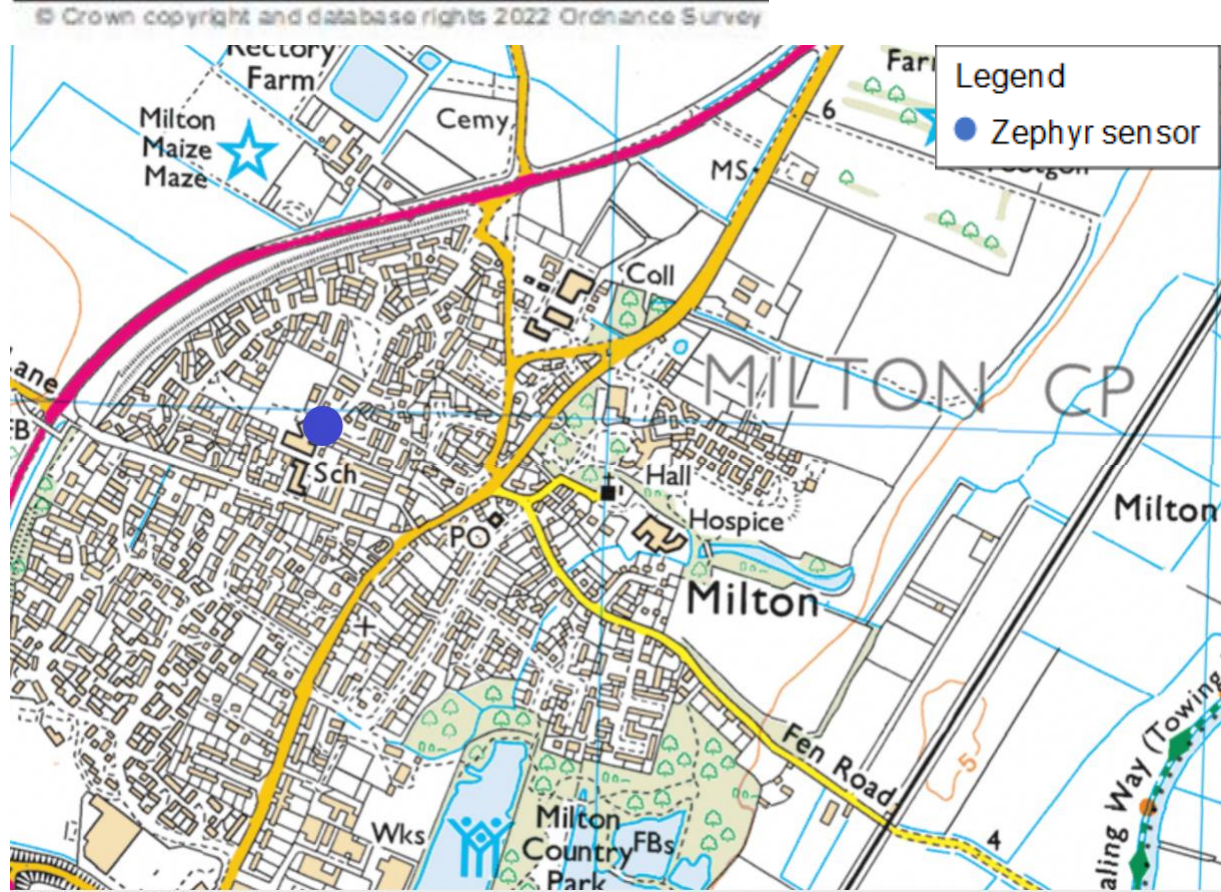 © Crown copyright and database rights 2022 Ordnance Survey
Rectory
Farm
Milton
Maize
Maze
Cemy
MS
6
Legend
Zephyr sensor
Coll
MILTON CP
Lane
FB
Sch
Hall
PO
Hospice
Milton
Milton
Fen Road
5
4
Wks
Milton
Country
Park
FBs
Way (Towing